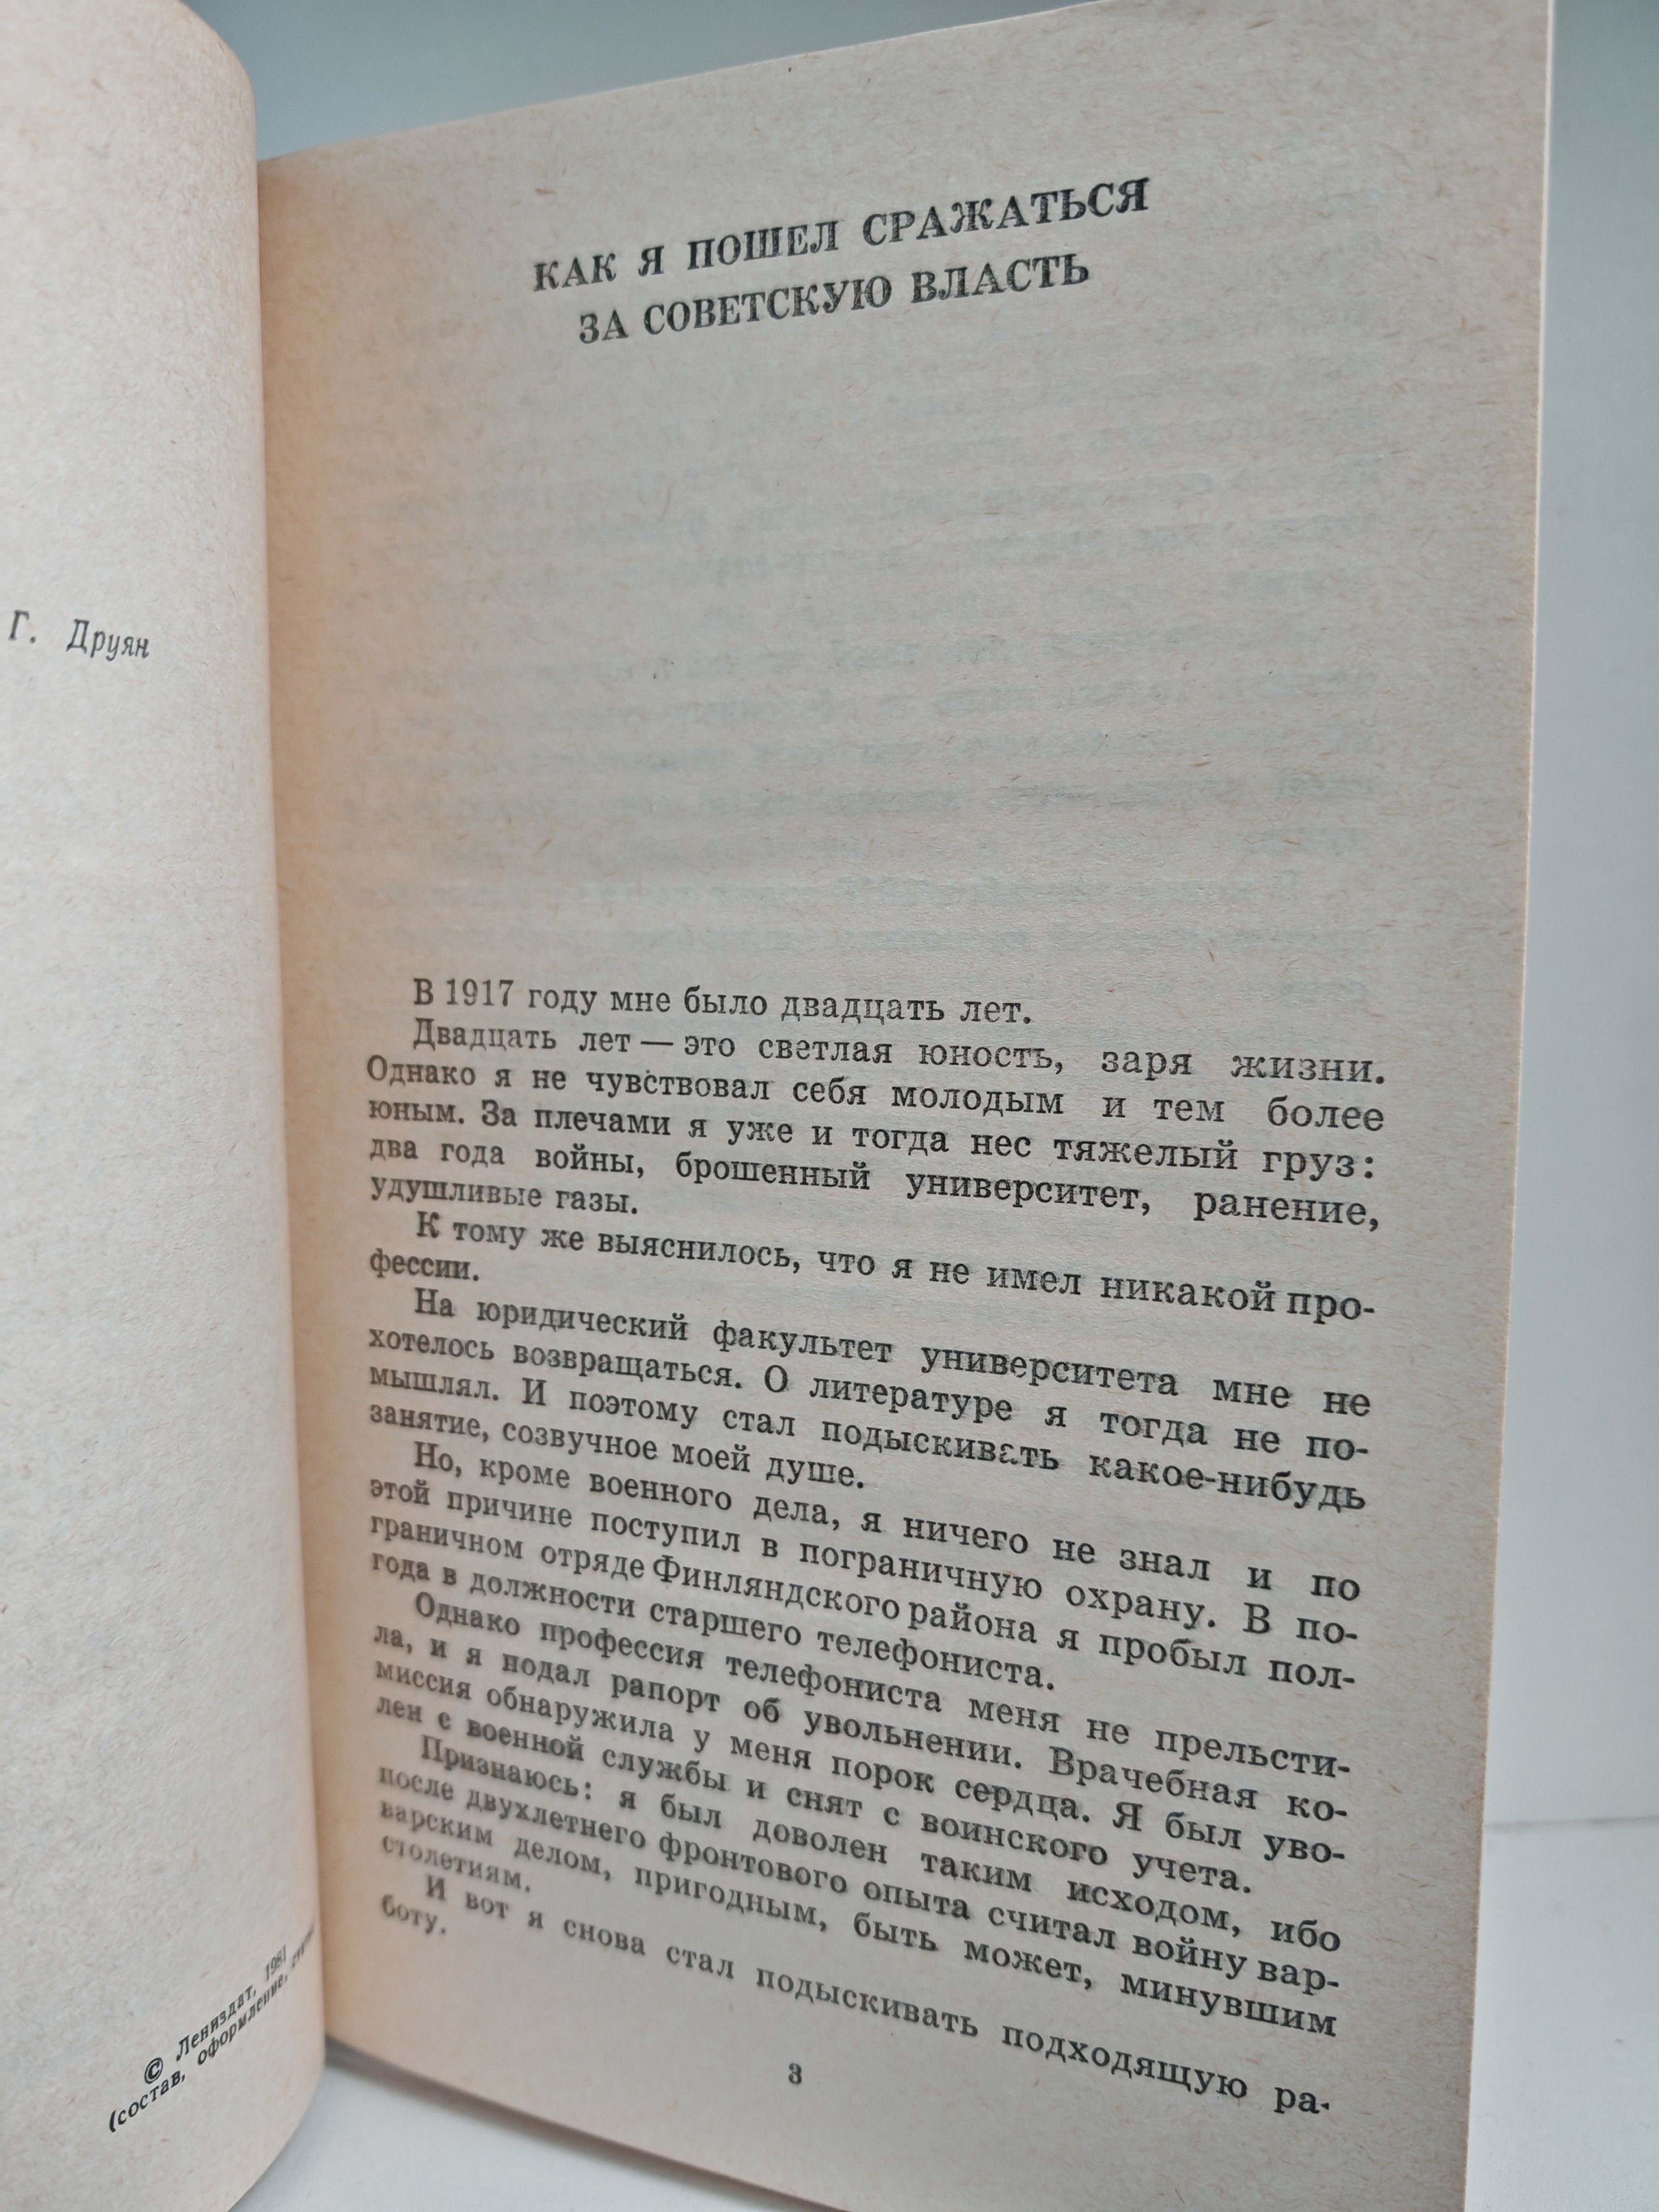 Г. Друян
© Лениздат, 1981
(состав, оформление,
КАК Я ПОШЕЛ СРАЖАТЬСЯ
ЗА СОВЕТСКУЮ ВЛАСТЬ
В 1917 году мне было двадцать лет.
Двадцать лет — это светлая юность, заря жизни.
Однако я не чувствовал себя молодым и тем более
юным. За плечами я уже и тогда нес тяжелый груз:
два года войны, брошенный университет, ранение,
удушливые газы.
К тому же выяснилось, что я не имел никакой про-
фессии.
На юридический факультет университета мне не
хотелось возвращаться. О литературе я тогда не по-
мышлял. И поэтому стал подыскивать какое-нибудь
занятие, созвучное моей душе.
Но, кроме военного дела, я ничего не знал и по
этой причине поступил в пограничную охрану. В по-
граничном отряде Финляндского района я пробыл пол-
года в должности старшего телефониста.
Однако профессия телефониста меня не прельсти-
ла, и я подал рапорт об увольнении. Врачебная ко-
миссия обнаружила у меня порок сердца. Я был уво-
лен с военной службы и снят с воинского учета.
Признаюсь: я был доволен таким исходом, ибо
после двухлетнего фронтового опыта считал войну вар-
варским делом, пригодным, быть может, минувшим
столетиям.
И вот я снова стал подыскивать подходящую ра-
боту.
3